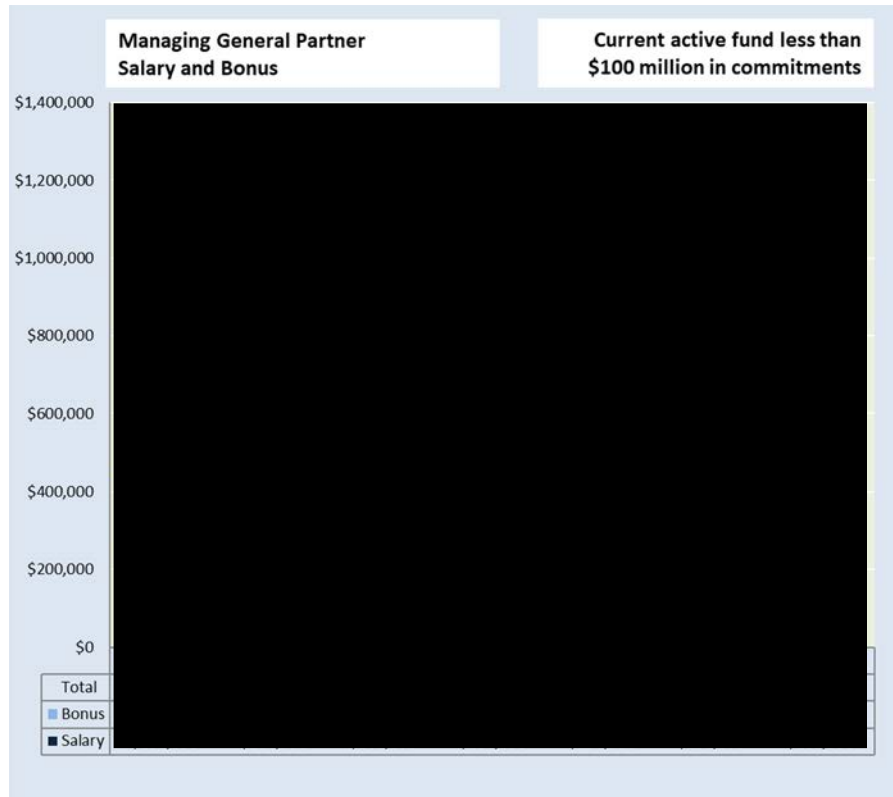 Managing General Partner
Salary and Bonus
Current active fund less than
$100 million in commitments
$1,400,000
$1,200,000
$1,000,000
$800,000
$600,000
$400,000
$200,000
$0
Total
Bonus
Salary